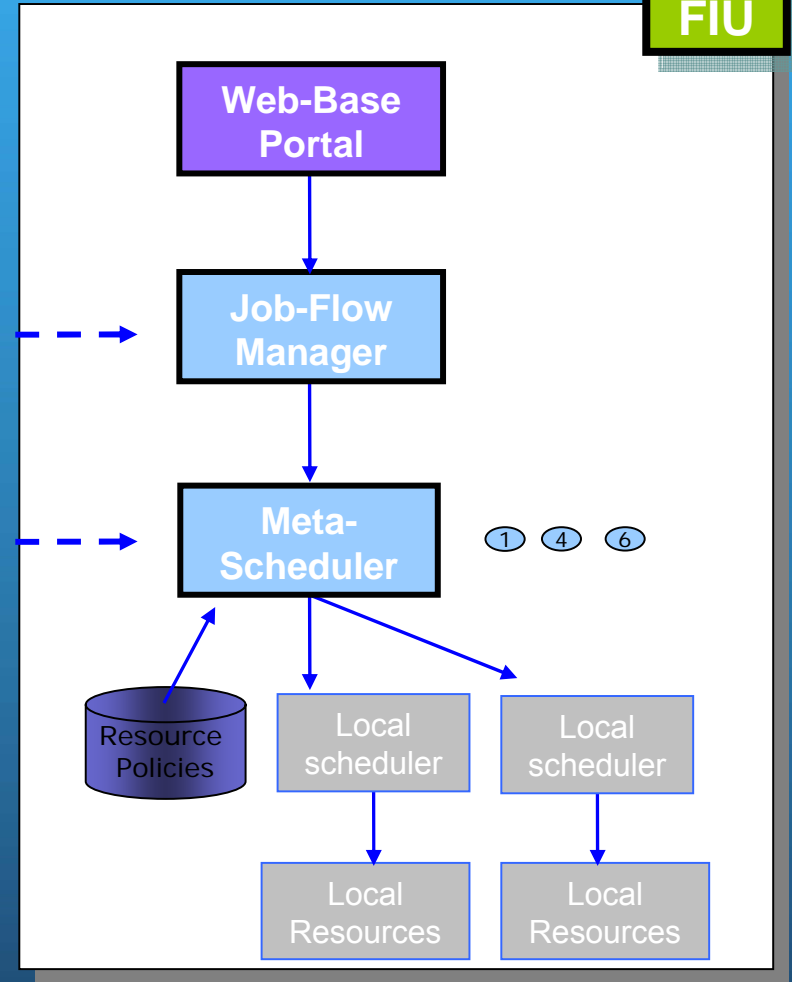 FIU
Web-Base
Portal
Job-Flow
Manager
Meta-
Scheduler
1 4 6
Resource
Policies
Local
scheduler
Local
scheduler
Local
Resources
Local
Resources